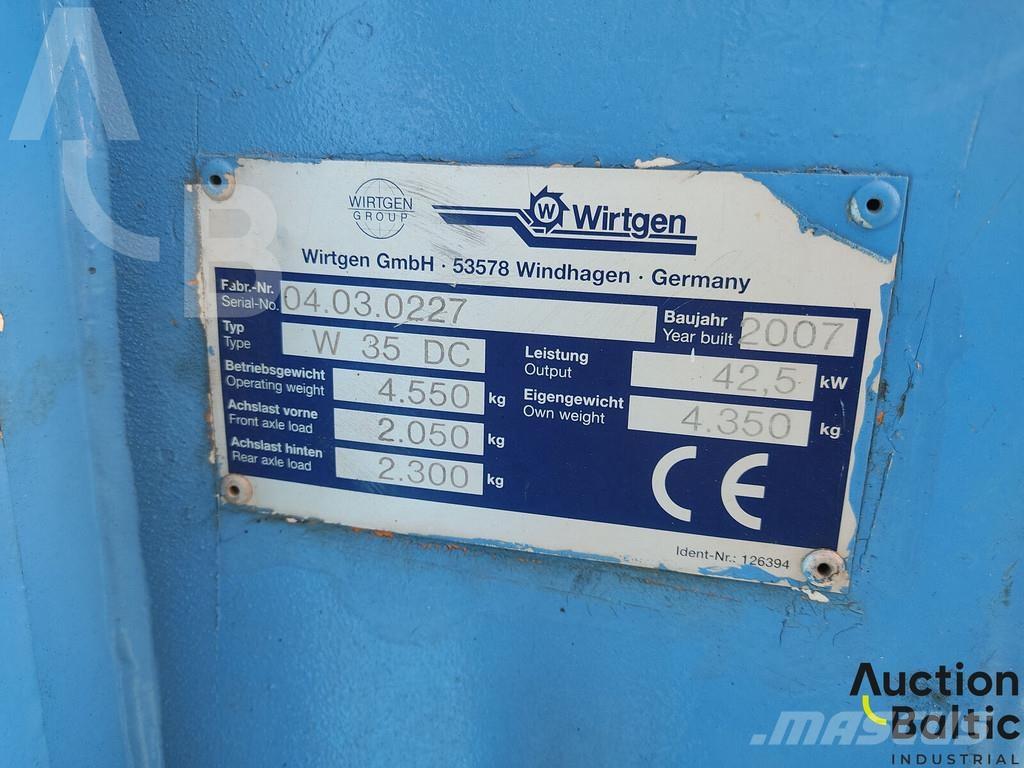 WIRTGEN
GROUP
W Wirtgen
Wirtgen GmbH · 53578 Windhagen · Germany
Fabr.-Nr.
Serial-No.
04.03.0227
Baujahr
Year built
2007
Typ
Type
W 35 DC
Leistung
Output
42,5 kW
Betriebsgewicht
Operating weight
4.550 kg
Eigengewicht
Own weight
4.350 kg
Achslast vorne
Front axle load
2.050 kg
Achslast hinten
Rear axle load
2.300 kg
CE
Ident-Nr.: 126394
A
B
Auction
Baltic
INDUSTRIAL
MASCUS